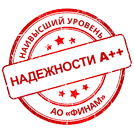 НАИВЫСШИЙ УРОВЕНЬ
НАДЕЖНОСТИ А++
АО «ФИНАМ»